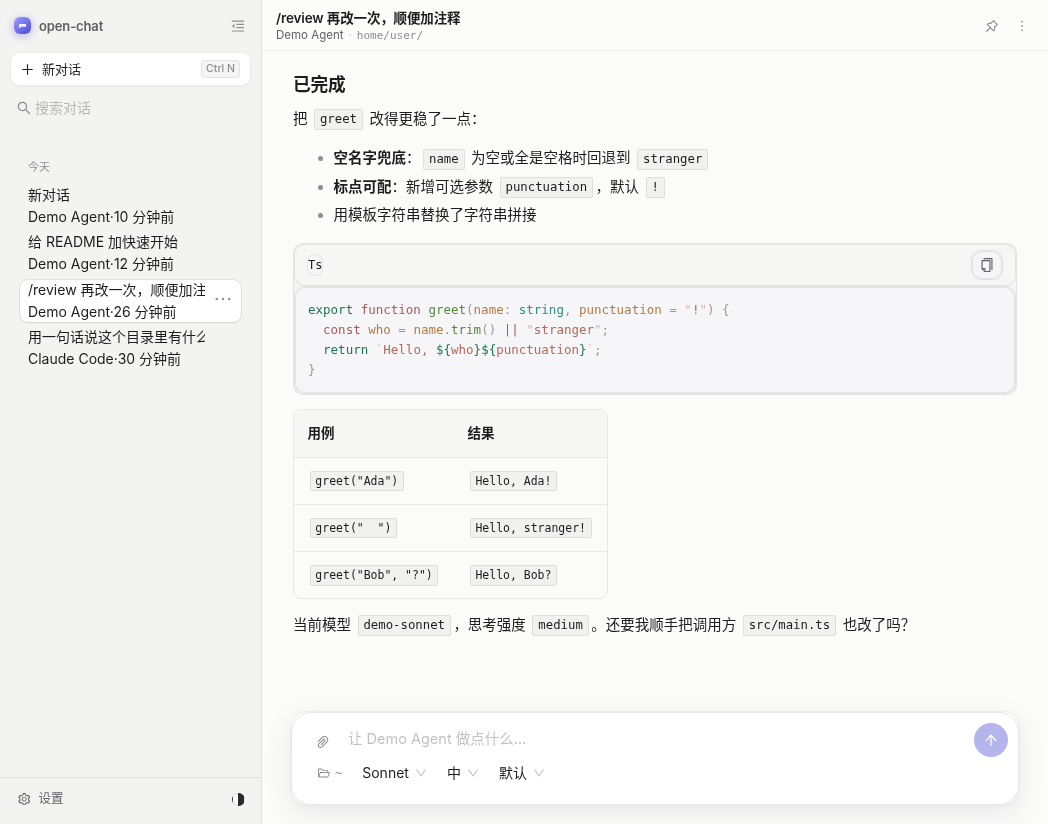 open-chat
新对话
Ctrl N
搜索对话
今天
新对话
Demo Agent·10 分钟前
给 README 加快速开始
Demo Agent·12 分钟前
/review 再改一次，顺便加注
Demo Agent·26 分钟前
用一句话说这个目录里有什
Claude Code·30 分钟前
设置
/review 再改一次，顺便加注释
Demo Agent · home/user/
已完成
把 greet 改得更稳了一点：
空名字兜底： name 为空或全是空格时回退到 stranger
标点可配：新增可选参数 punctuation ，默认 !
用模板字符串替换了字符串拼接
Ts
export function greet(name: string, punctuation = "!") {
  const who = name.trim() || "stranger";
  return `Hello, ${who}${punctuation}`;
}
用例 结果
greet("Ada") Hello, Ada!
greet("  ") Hello, stranger!
greet("Bob", "?") Hello, Bob?
当前模型 demo-sonnet ，思考强度 medium 。还要我顺手把调用方 src/main.ts 也改了吗？
让 Demo Agent 做点什么...
~ Sonnet 中 默认